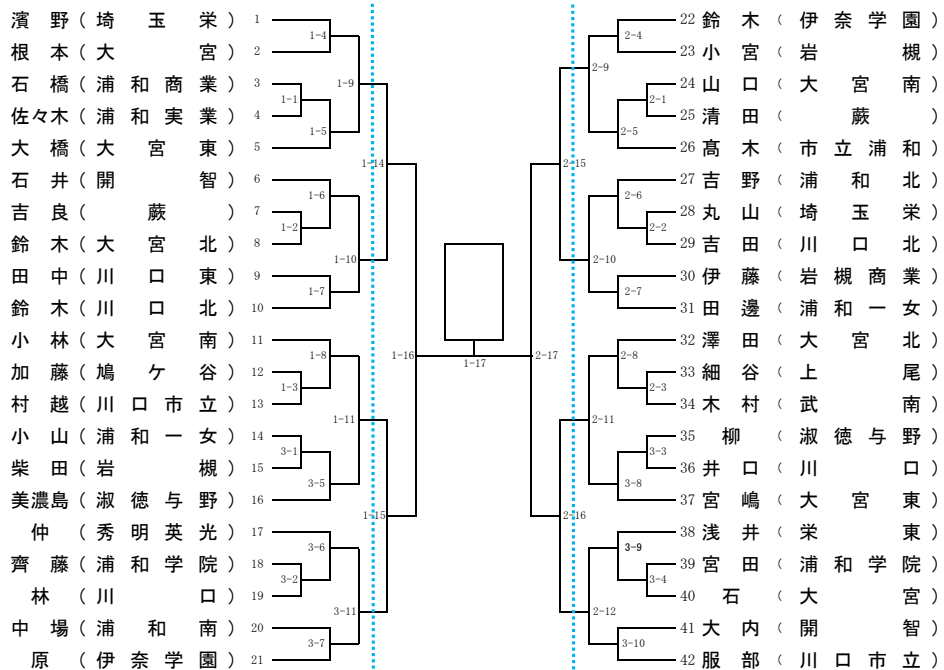 濱野(埼玉栄) 1
根本(大宮) 2
石橋(浦和商業) 3
佐々木(浦和実業) 4
大橋(大宮東) 5
石井(開智) 6
吉良(蕨) 7
鈴木(大宮北) 8
田中(川口東) 9
鈴木(川口北) 10
小林(大宮南) 11
加藤(鳩ケ谷) 12
村越(川口市立) 13
小山(浦和一女) 14
柴田(岩槻) 15
美濃島(淑徳与野) 16
仲(秀明英光) 17
齊藤(浦和学院) 18
林(川口) 19
中場(浦和南) 20
原(伊奈学園) 21
1-4
1-1
1-5
1-6
1-2
1-7
1-8
1-3
3-1
3-5
3-6
3-2
3-7
1-9
1-10
1-11
3-11
1-14
1-15
1-16
1-17
2-17
2-15
2-16
2-9
2-10
2-11
2-12
2-4
2-1
2-5
2-6
2-2
2-7
2-8
2-3
3-3
3-8
3-9
3-4
3-10
22 鈴木(伊奈学園)
23 小宮(岩槻)
24 山口(大宮南)
25 清田(蕨)
26 髙木(市立浦和)
27 吉野(浦和北)
28 丸山(埼玉栄)
29 吉田(川口北)
30 伊藤(岩槻商業)
31 田邊(浦和一女)
32 澤田(大宮北)
33 細谷(上尾)
34 木村(武南)
35 柳(淑徳与野)
36 井口(川口)
37 宮嶋(大宮東)
38 浅井(栄東)
39 宮田(浦和学院)
40 石(大宮)
41 大内(開智)
42 服部(川口市立)